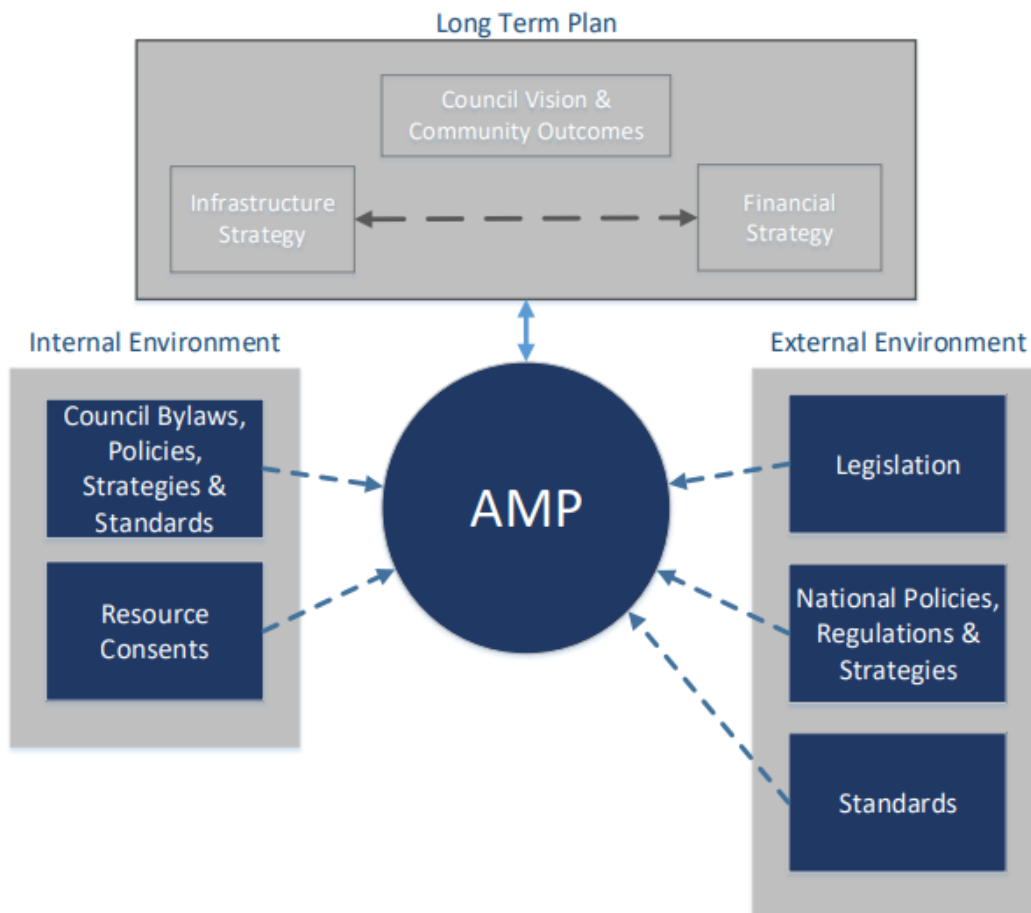 Long Term Plan
Council Vision &
Community Outcomes
Infrastructure
Strategy
Financial
Strategy
Internal Environment
External Environment
Council Bylaws,
Policies,
Strategies &
Standards
Resource
Consents
AMP
Legislation
National Policies,
Regulations &
Strategies
Standards